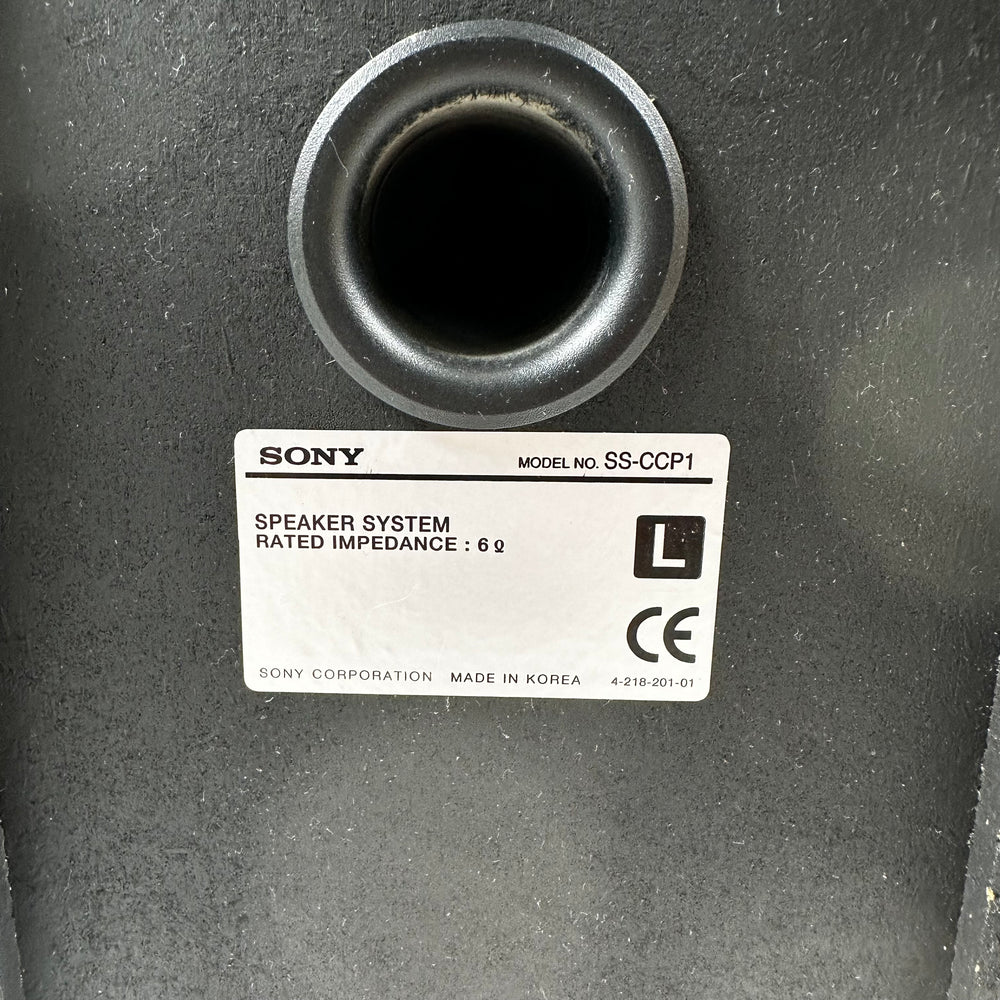 SONY MODEL NO. SS-CCP1
SPEAKER SYSTEM
RATED IMPEDANCE : 6 Ω
L
CE
SONY CORPORATION MADE IN KOREA 4-218-201-01